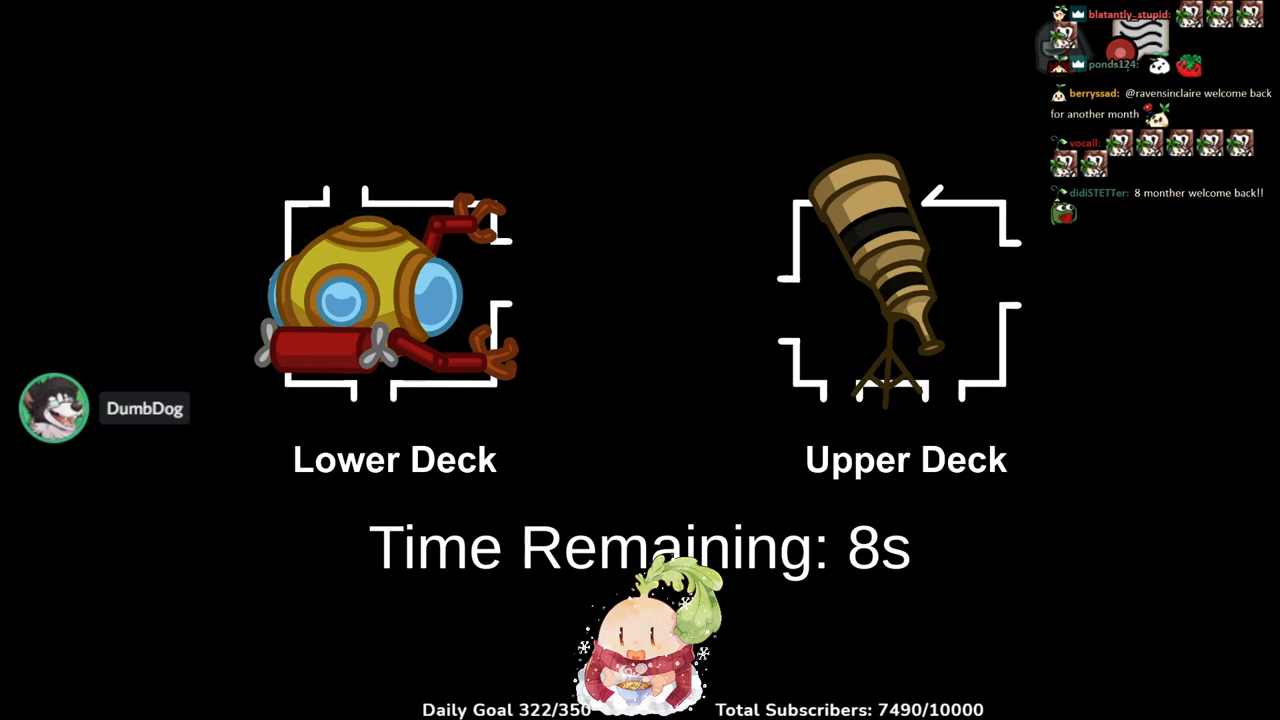 blatantly_stupid:
ponds124:
berryssad: @ravensinclaire welcome back
for another month
vocail:
didiSTETTer: 8 monther welcome back!!
DumbDog
Lower Deck
Upper Deck
Time Remaining: 8s
Daily Goal 322/350
Total Subscribers: 7490/10000